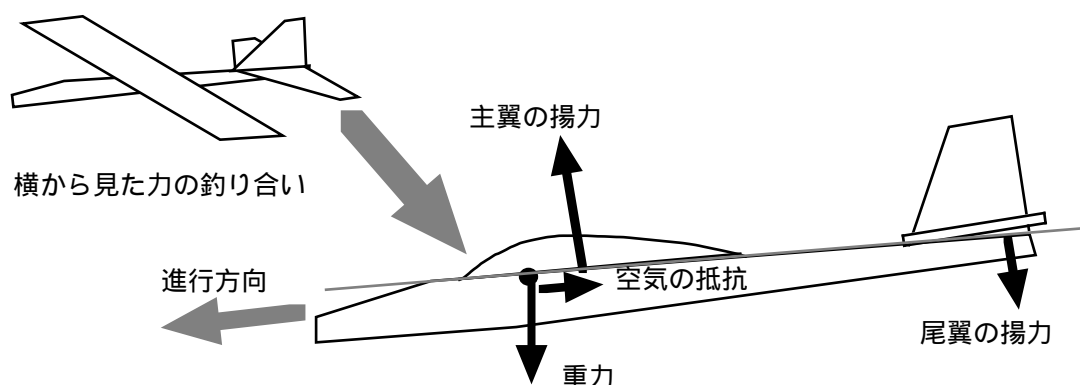 主翼の揚力
横から見た力の釣り合い
進行方向
空気の抵抗
尾翼の揚力
重力